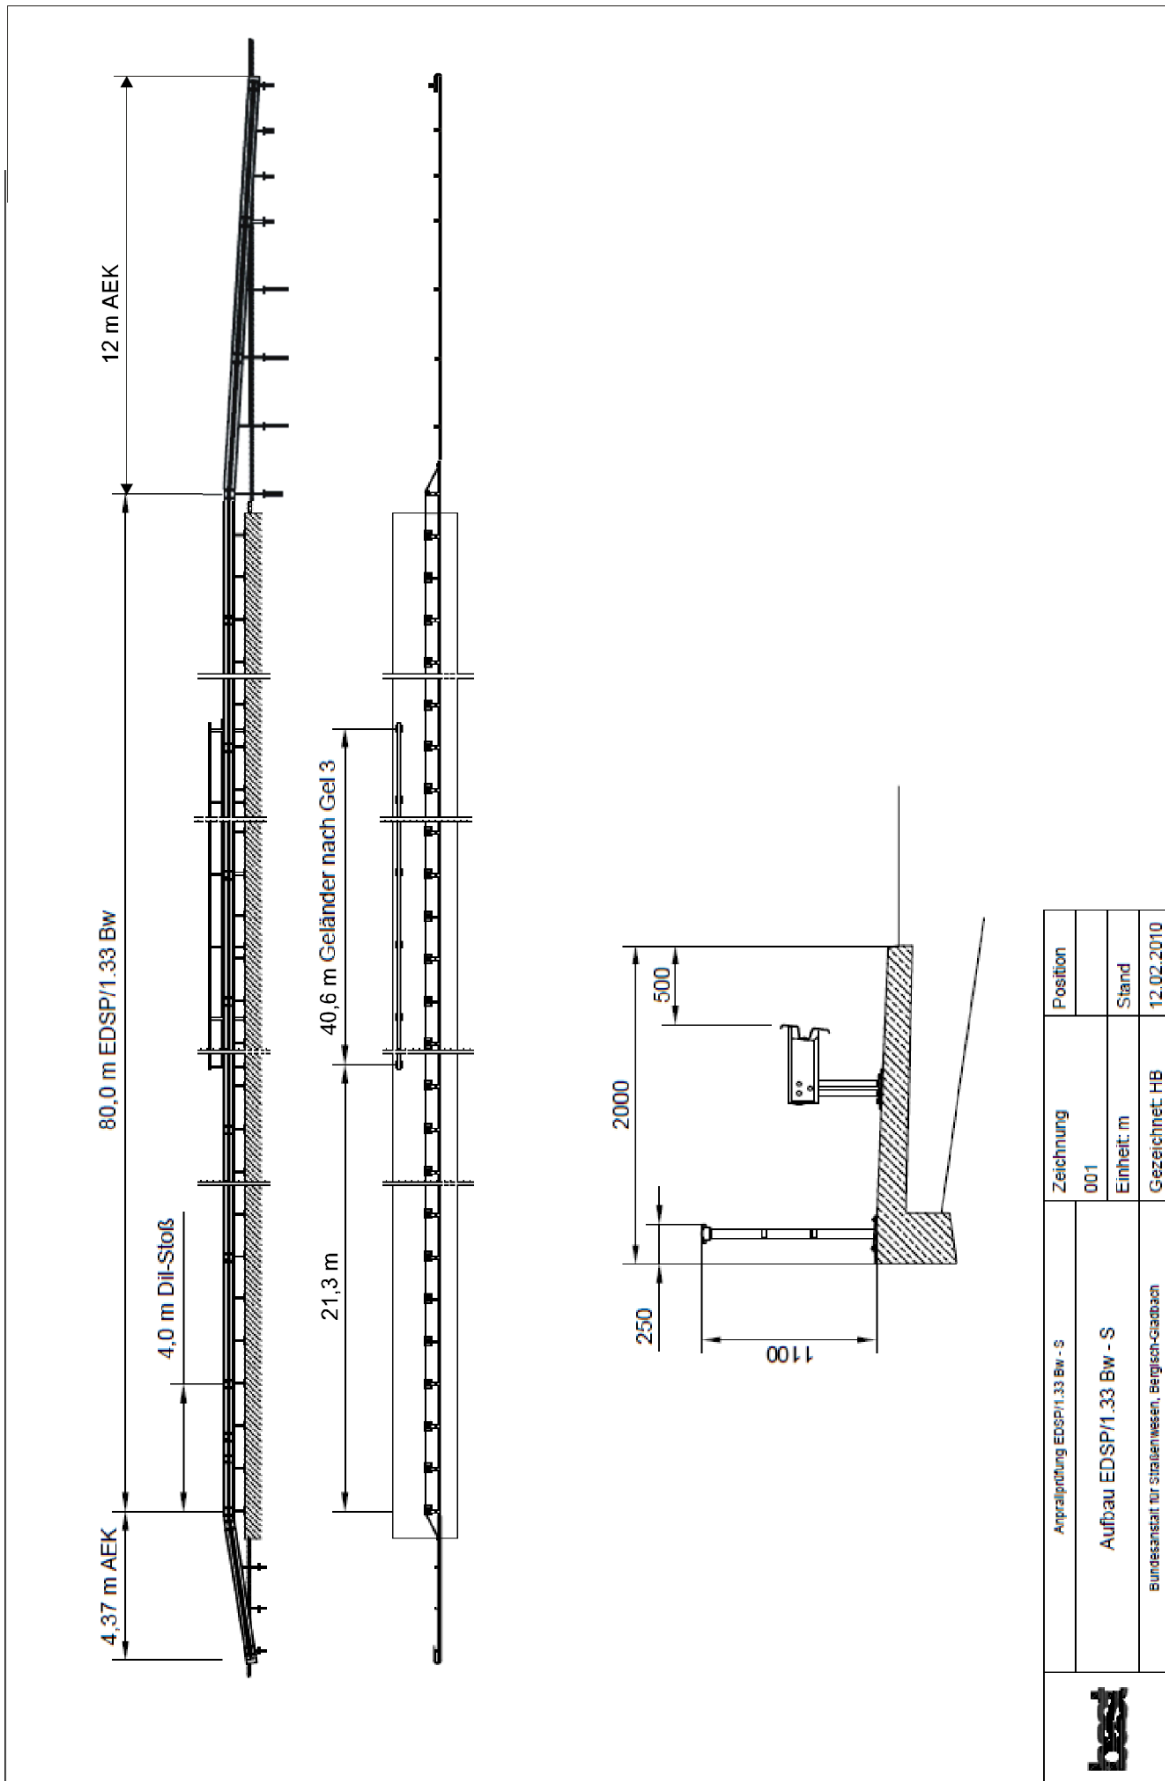 4,37 m AEK
80,0 m EDSP/1.33 Bw
12 m AEK
4,0 m Dil-Stoß
21,3 m
40,6 m Geländer nach Gel 3
2000
250
500
1100
bast
Anprallprüfung EDSP/1.33 Bw - S
Aufbau EDSP/1.33 Bw - S
Bundesanstalt für Straßenwesen, Bergisch-Gladbach
Zeichnung
001
Einheit: m
Gezeichnet: HB
Position
Stand
12.02.2010